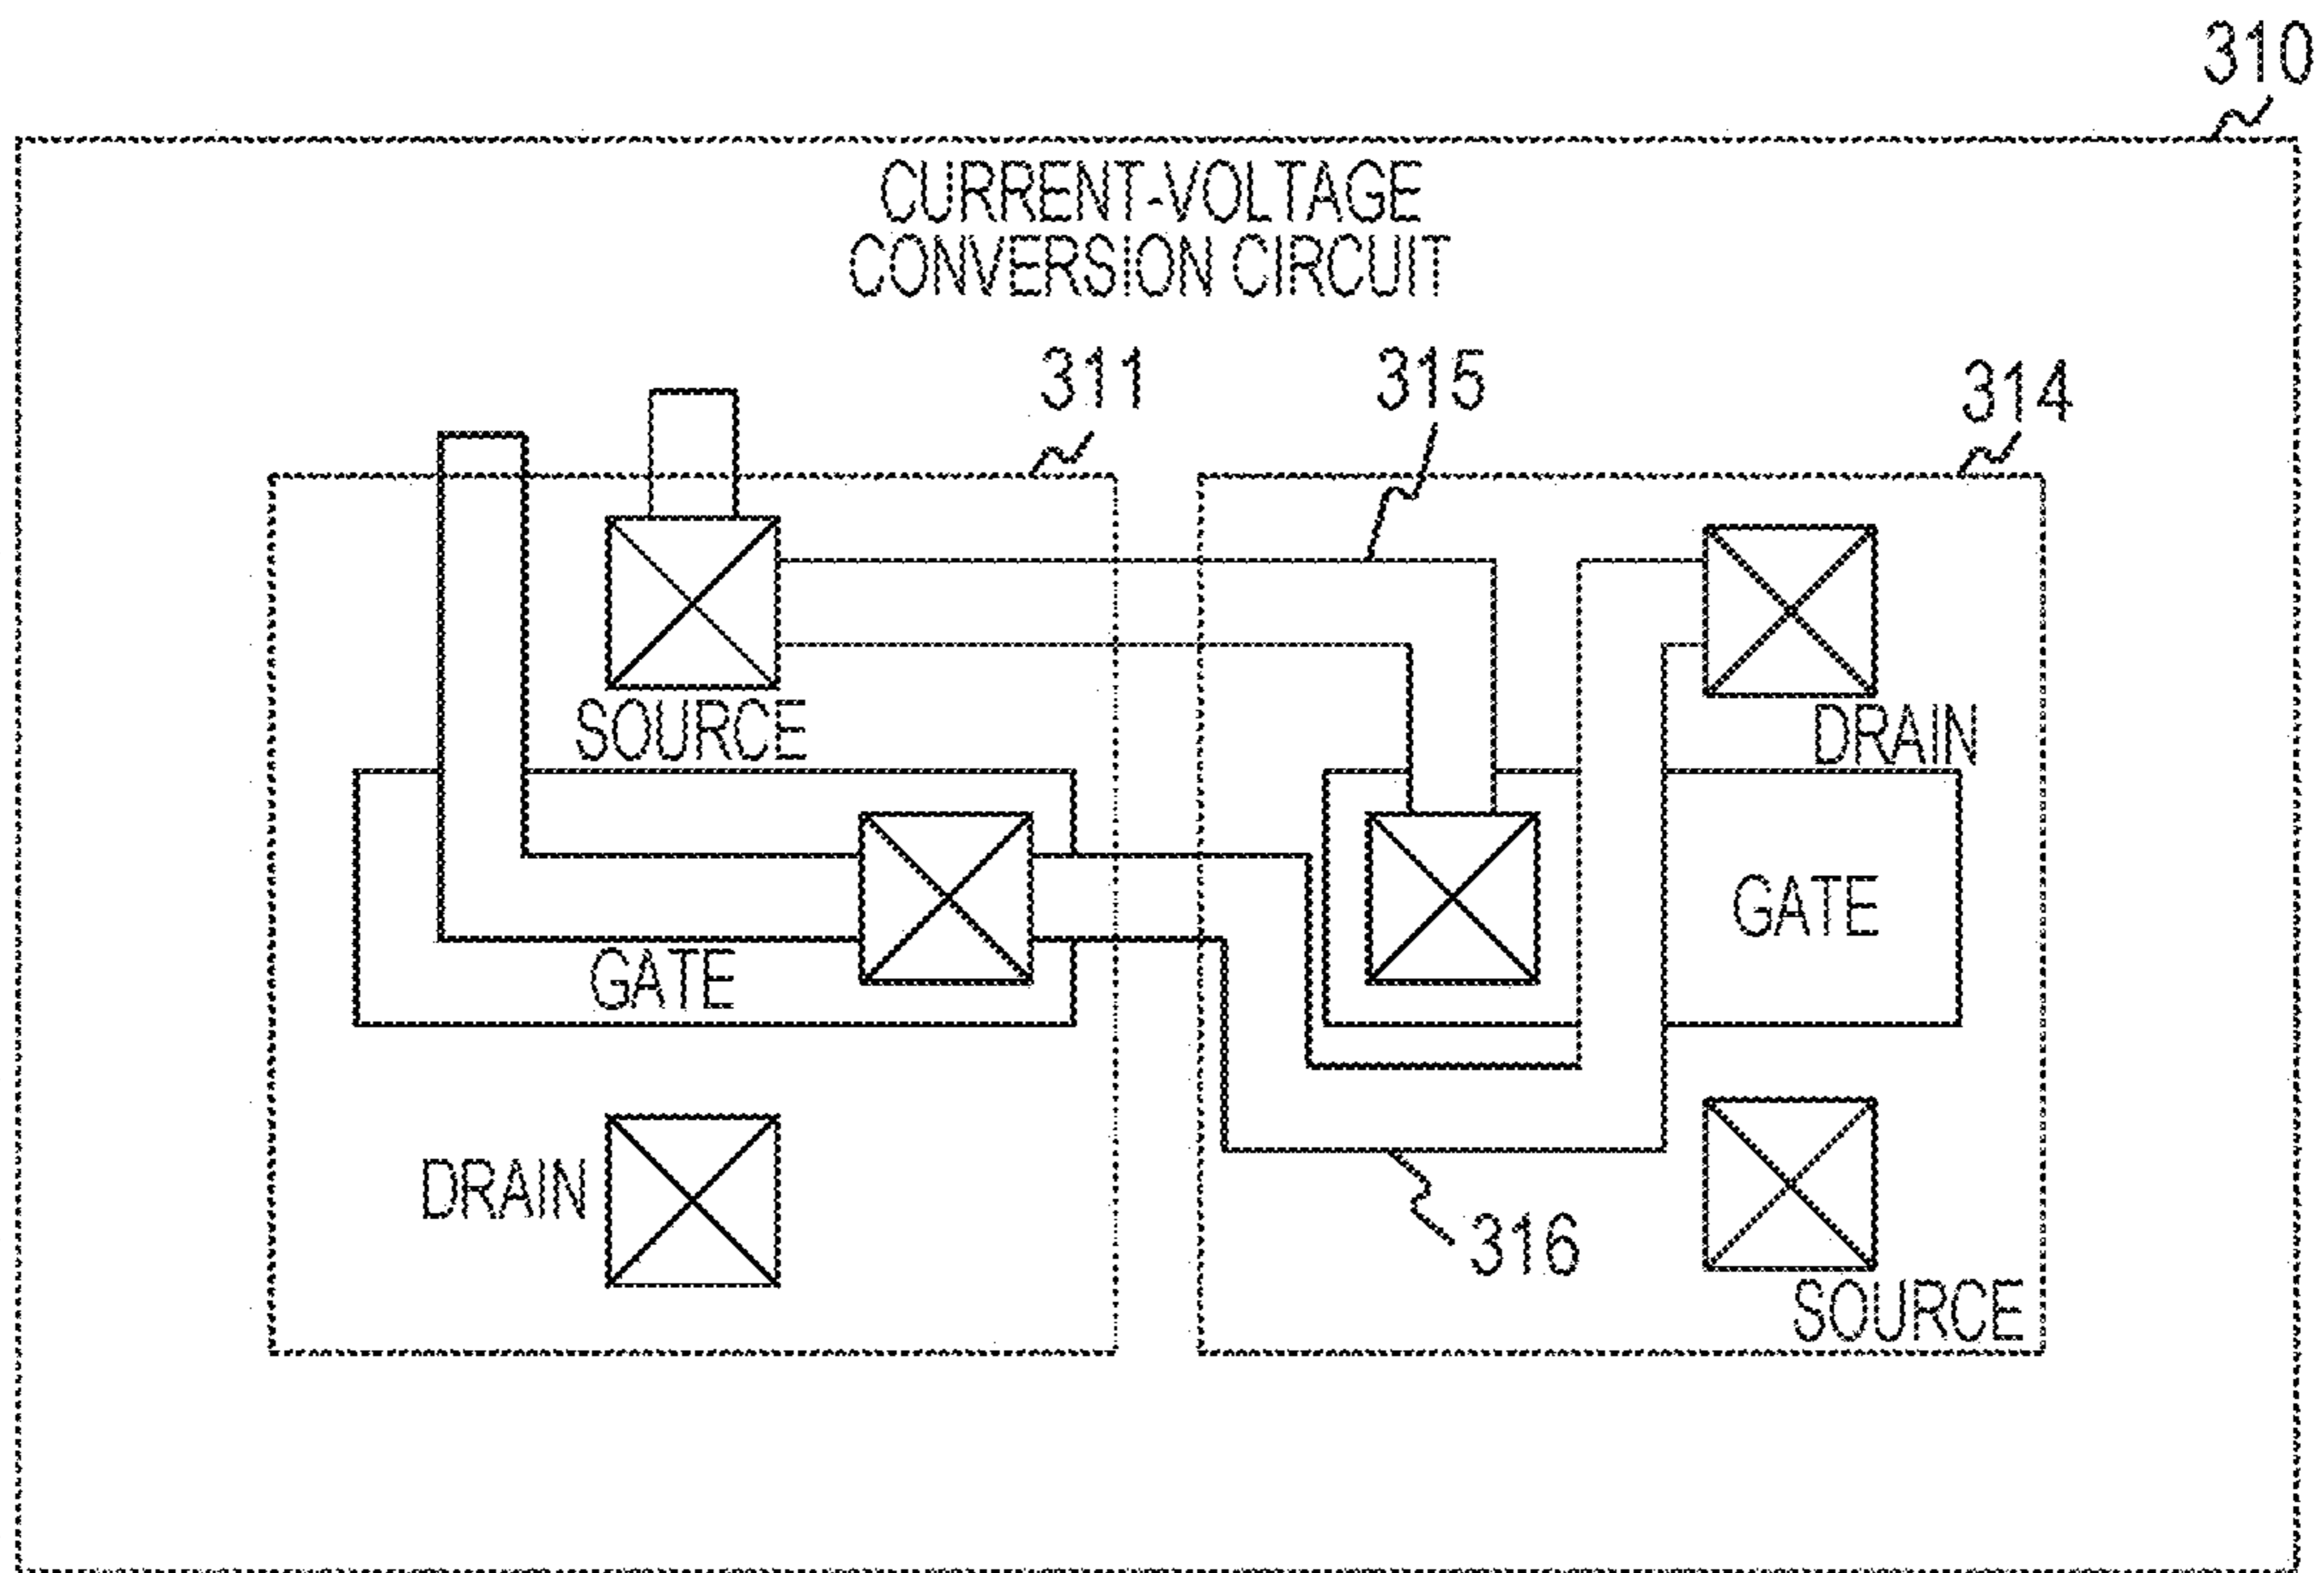 310
CURRENT-VOLTAGE
CONVERSION CIRCUIT
311
315
314
SOURCE
DRAIN
GATE
GATE
DRAIN
316
SOURCE